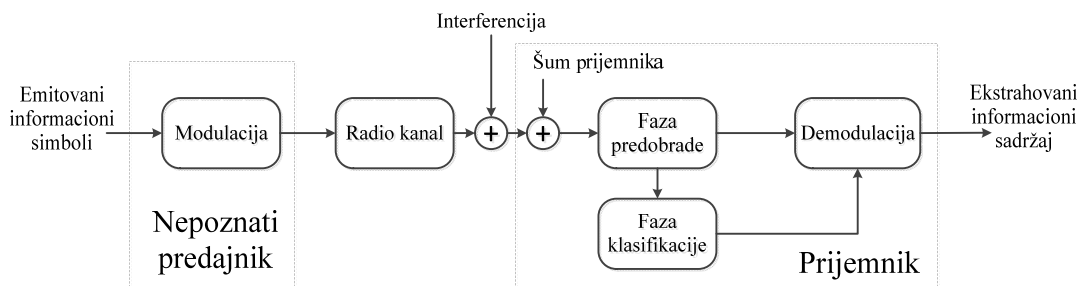 Interferencija
Šum prijemnika
Emitovani
informacioni
simboli
Modulacija
Radio kanal
+
+
Faza
predobrade
Demodulacija
Ekstrahovani
informacioni
sadržaj
Faza
klasifikacije
Nepoznati
predajnik
Prijemnik